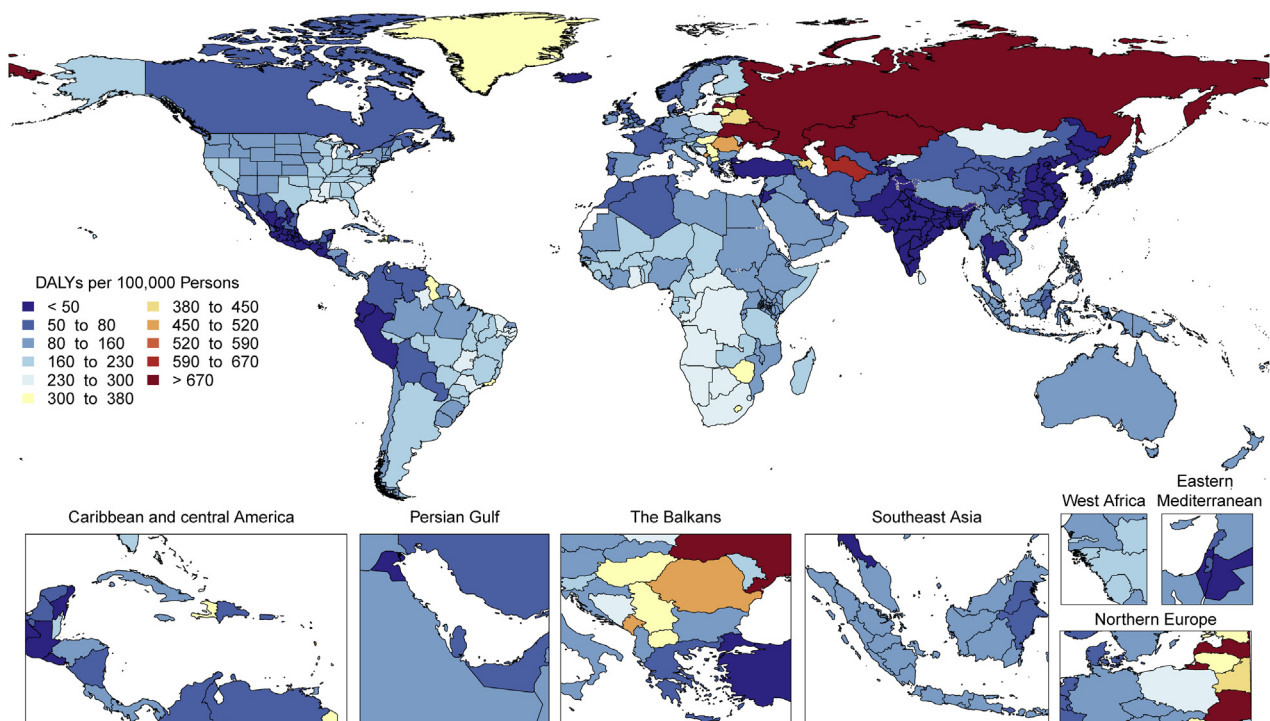 DALYs per 100,000 Persons
< 50
50 to 80
80 to 160
160 to 230
230 to 300
300 to 380
380 to 450
450 to 520
520 to 590
590 to 670
> 670
Caribbean and central America
Persian Gulf
The Balkans
Southeast Asia
West Africa
Eastern
Mediterranean
Northern Europe